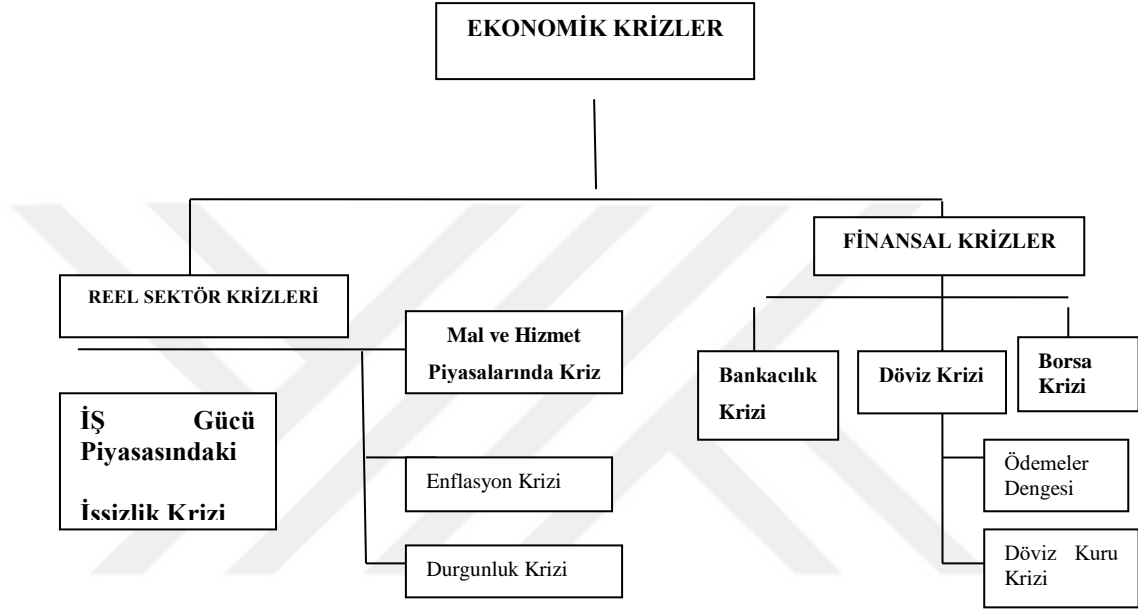 EKONOMİK KRİZLER
FİNANSAL KRİZLER
REEL SEKTÖR KRİZLERİ
Mal ve Hizmet
Piyasalarında Kriz
Bankacılık
Krizi
Döviz Krizi
Borsa
Krizi
İŞ Gücü
Piyasasındaki
İşsizlik Krizi
Enflasyon Krizi
Durgunluk Krizi
Ödemeler
Dengesi
Döviz Kuru
Krizi